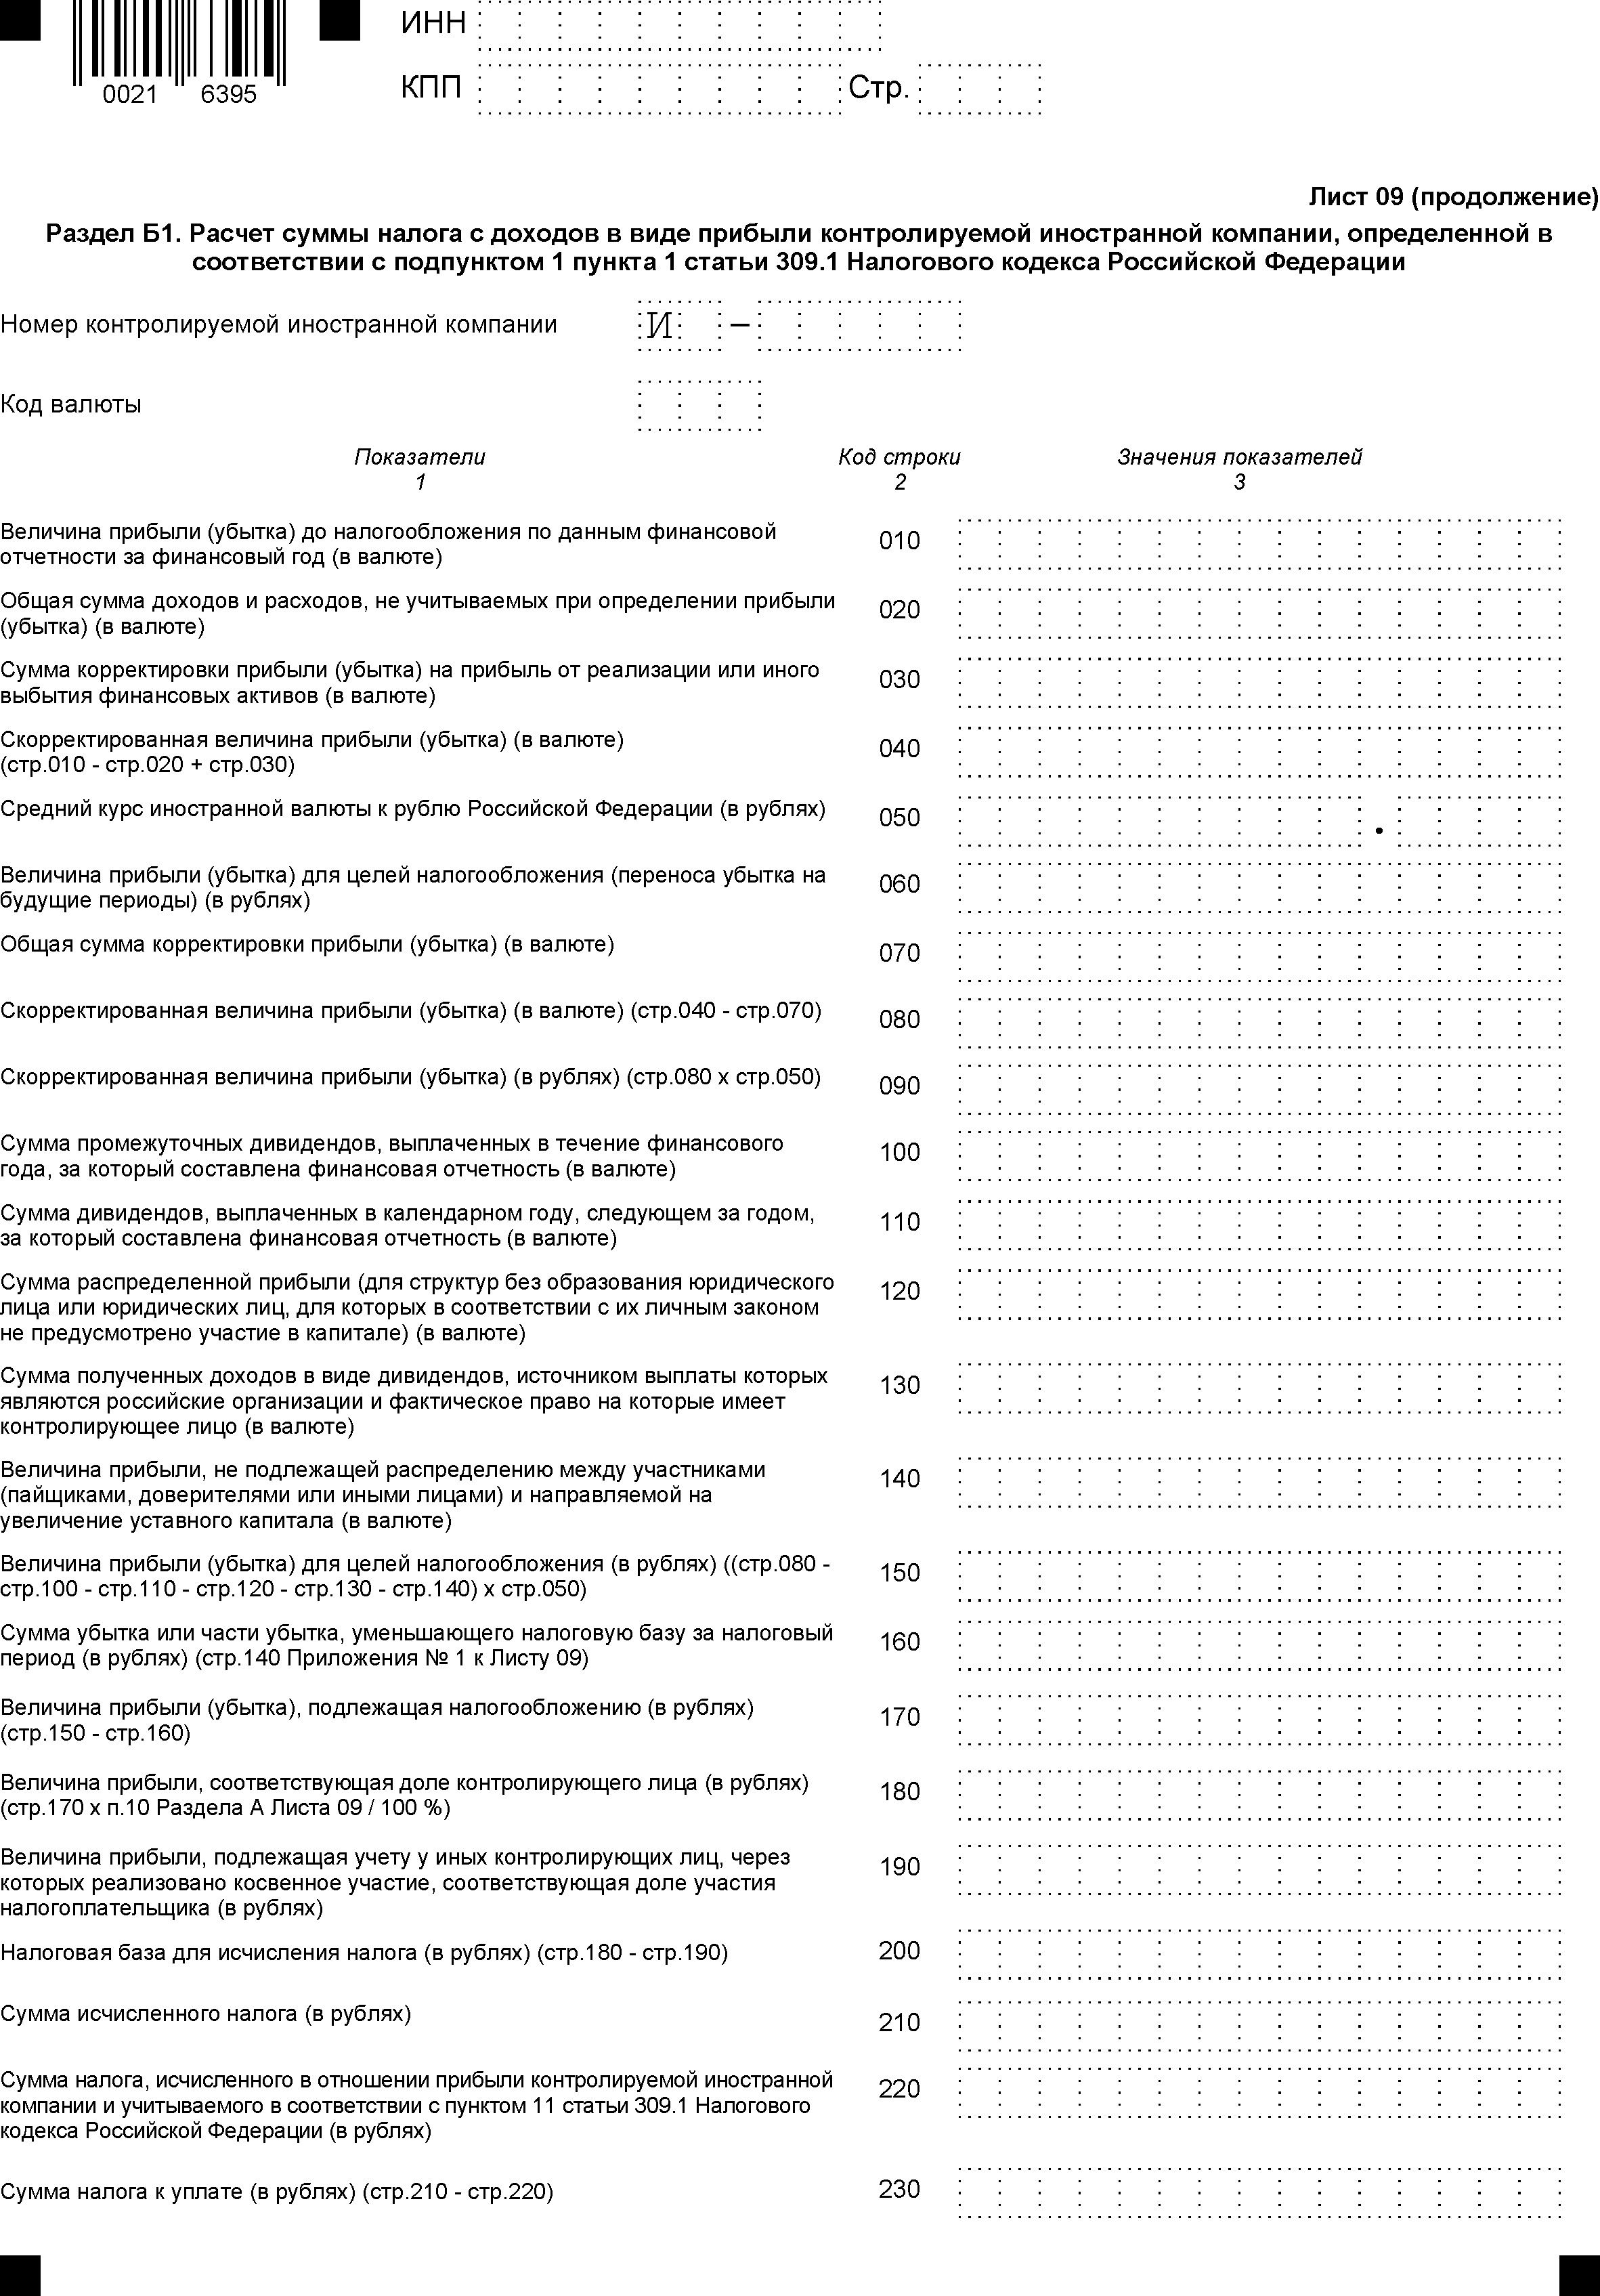 ИНН
0021 6395
КПП Стр.
Лист 09 (продолжение)
Раздел Б1. Расчет суммы налога с доходов в виде прибыли контролируемой иностранной компании, определенной в
соответствии с подпунктом 1 пункта 1 статьи 309.1 Налогового кодекса Российской Федерации
Номер контролируемой иностранной компании И –
Код валюты
Показатели Код строки Значения показателей
1 2 3
Величина прибыли (убытка) до налогообложения по данным финансовой
отчетности за финансовый год (в валюте) 010
Общая сумма доходов и расходов, не учитываемых при определении прибыли
(убытка) (в валюте) 020
Сумма корректировки прибыли (убытка) на прибыль от реализации или иного
выбытия финансовых активов (в валюте) 030
Скорректированная величина прибыли (убытка) (в валюте)
(стр.010 - стр.020 + стр.030) 040
Средний курс иностранной валюты к рублю Российской Федерации (в рублях) 050 .
Величина прибыли (убытка) для целей налогообложения (переноса убытка на
будущие периоды) (в рублях) 060
Общая сумма корректировки прибыли (убытка) (в валюте) 070
Скорректированная величина прибыли (убытка) (в валюте) (стр.040 - стр.070) 080
Скорректированная величина прибыли (убытка) (в рублях) (стр.080 х стр.050) 090
Сумма промежуточных дивидендов, выплаченных в течение финансового
года, за который составлена финансовая отчетность (в валюте) 100
Сумма дивидендов, выплаченных в календарном году, следующем за годом,
за который составлена финансовая отчетность (в валюте) 110
Сумма распределенной прибыли (для структур без образования юридического
лица или юридических лиц, для которых в соответствии с их личным законом
не предусмотрено участие в капитале) (в валюте) 120
Сумма полученных доходов в виде дивидендов, источником выплаты которых
являются российские организации и фактическое право на которые имеет
контролирующее лицо (в валюте) 130
Величина прибыли, не подлежащей распределению между участниками
(пайщиками, доверителями или иными лицами) и направляемой на
увеличение уставного капитала (в валюте) 140
Величина прибыли (убытка) для целей налогообложения (в рублях) ((стр.080 -
стр.100 - стр.110 - стр.120 - стр.130 - стр.140) х стр.050) 150
Сумма убытка или части убытка, уменьшающего налоговую базу за налоговый
период (в рублях) (стр.140 Приложения № 1 к Листу 09) 160
Величина прибыли (убытка), подлежащая налогообложению (в рублях)
(стр.150 - стр.160) 170
Величина прибыли, соответствующая доле контролирующего лица (в рублях)
(стр.170 х п.10 Раздела А Листа 09 / 100 %) 180
Величина прибыли, подлежащая учету у иных контролирующих лиц, через
которых реализовано косвенное участие, соответствующая доле участия
налогоплательщика (в рублях) 190
Налоговая база для исчисления налога (в рублях) (стр.180 - стр.190) 200
Сумма исчисленного налога (в рублях) 210
Сумма налога, исчисленного в отношении прибыли контролируемой иностранной
компании и учитываемого в соответствии с пунктом 11 статьи 309.1 Налогового
кодекса Российской Федерации (в рублях) 220
Сумма налога к уплате (в рублях) (стр.210 - стр.220) 230